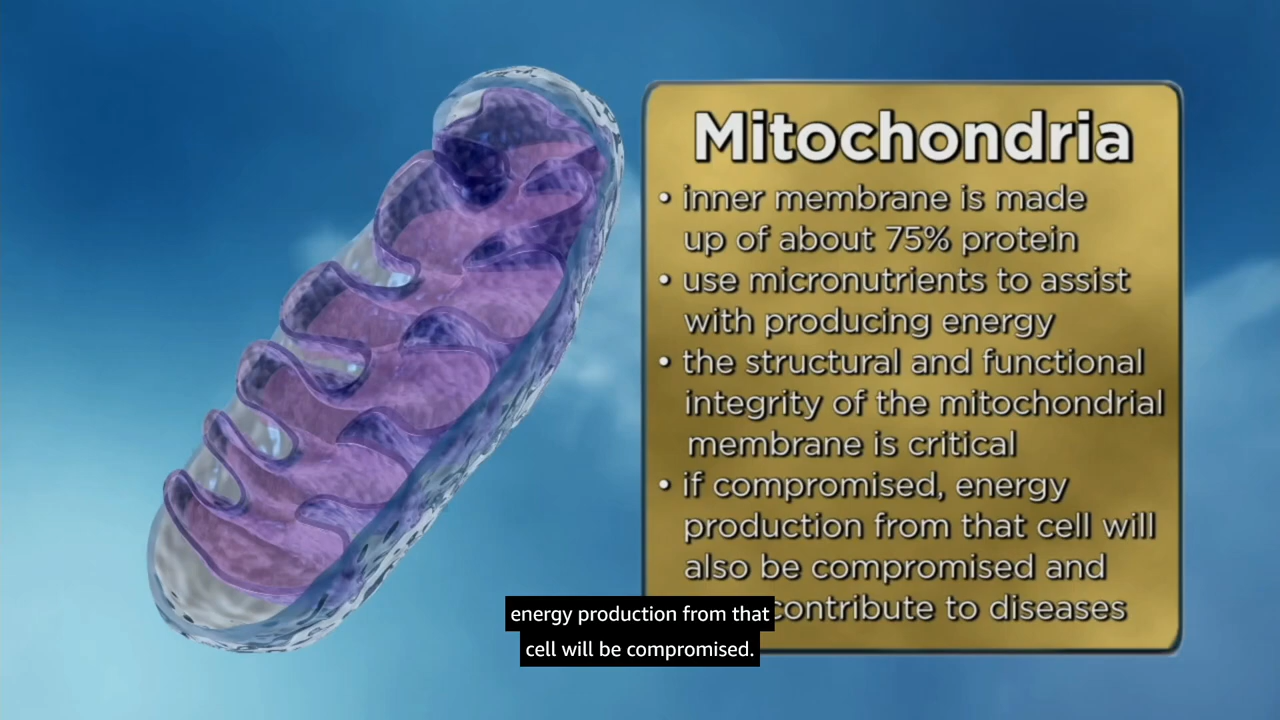 Mitochondria
• inner membrane is made
up of about 75% protein
• use micronutrients to assist
with producing energy
• the structural and functional
integrity of the mitochondrial
membrane is critical
• if compromised, energy
production from that cell will
also be compromised and
contribute to diseases
energy production from that
cell will be compromised.